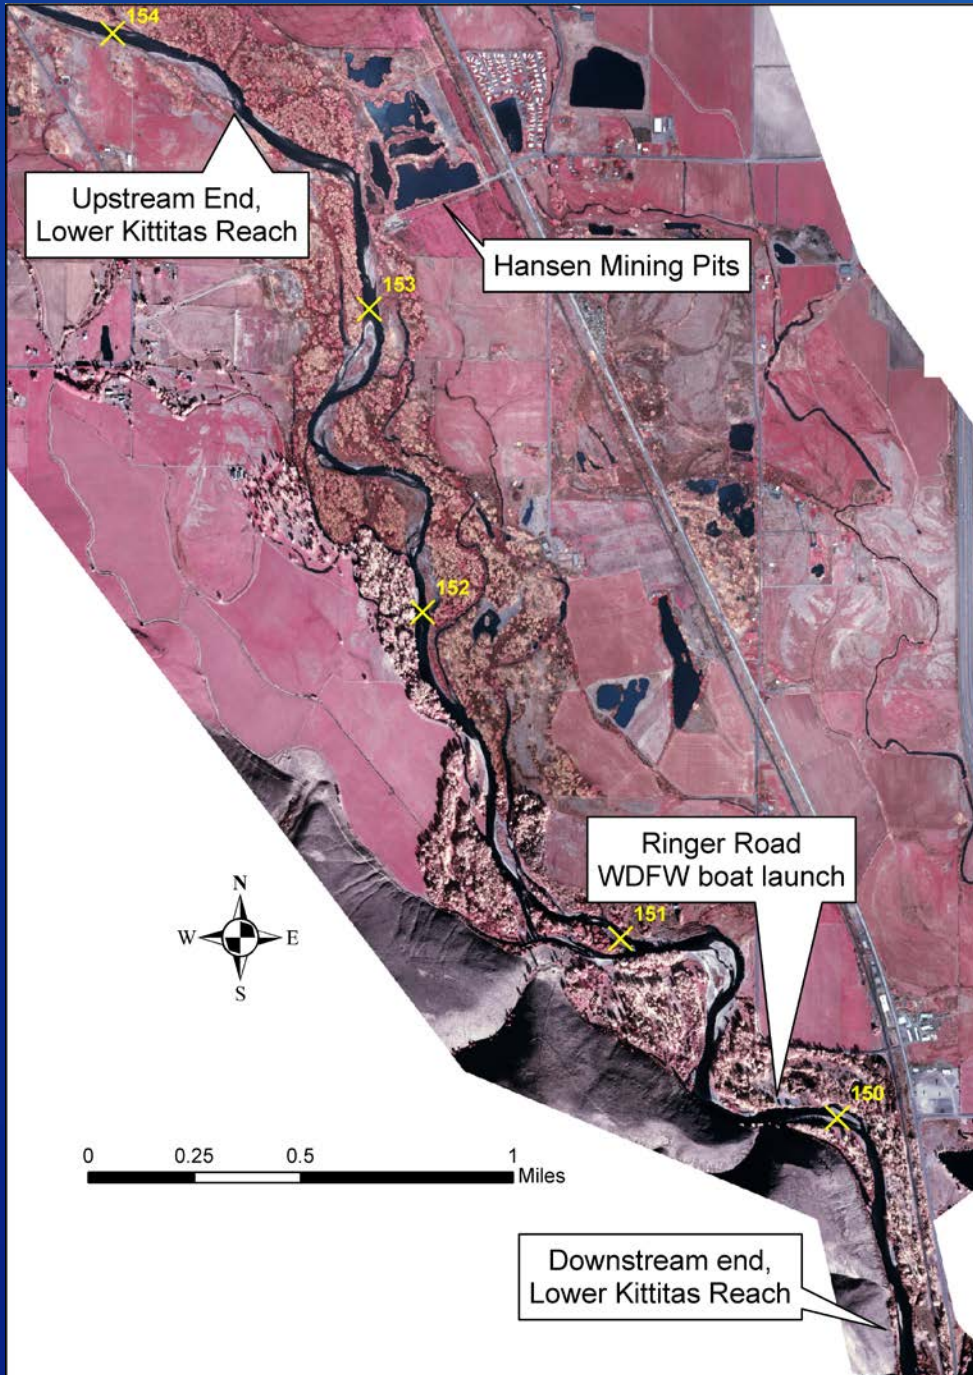 154
Upstream End,
Lower Kittitas Reach
Hansen Mining Pits
153
152
Ringer Road
WDFW boat launch
151
N
W E
S
150
0 0.25 0.5 1
Miles
Downstream end,
Lower Kittitas Reach